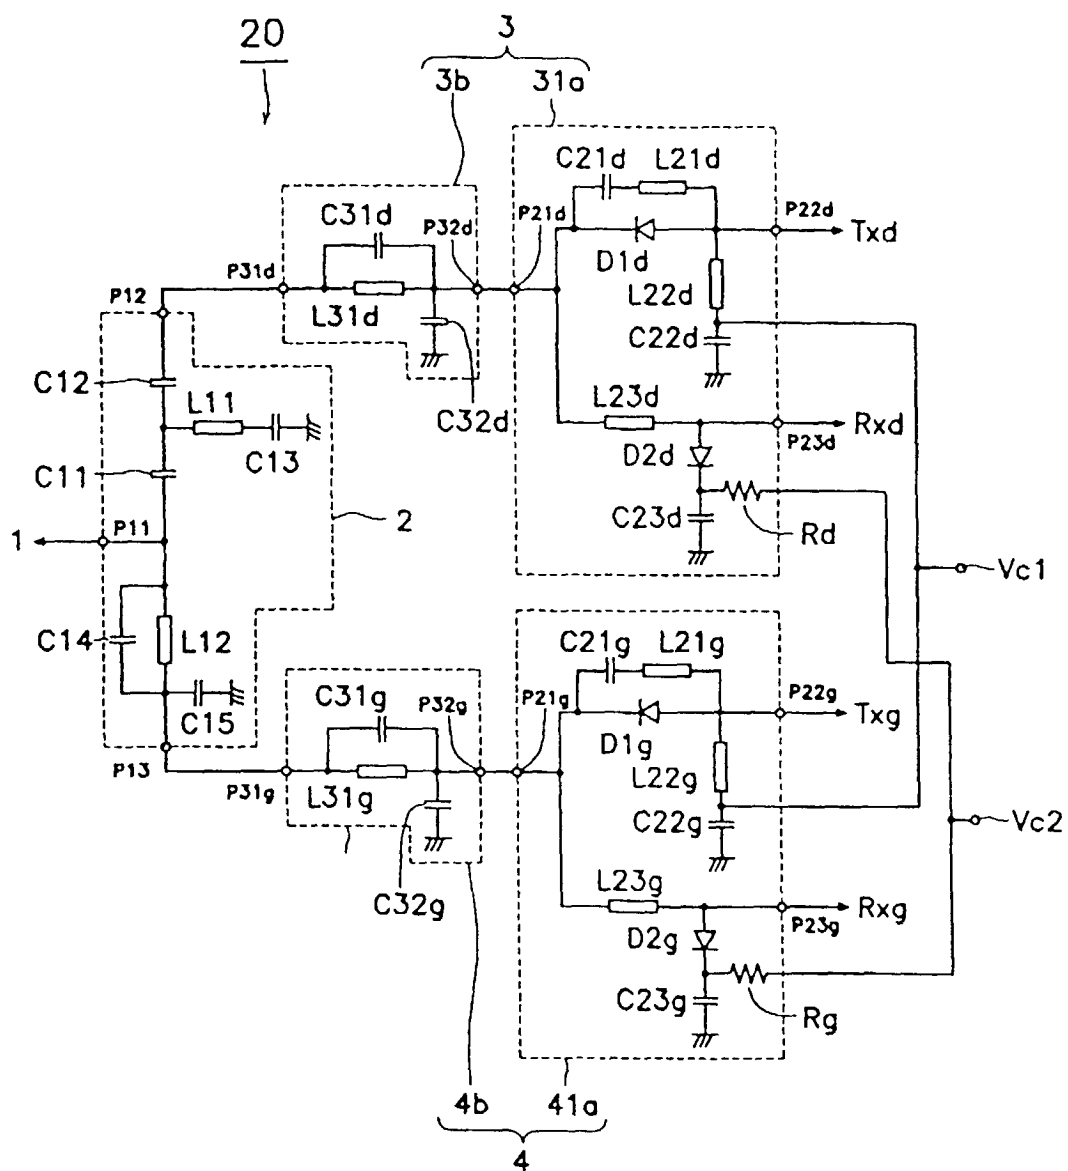 20
3
3b 31a
C21d L21d
P22d
Txd
C31d
P32d
P21d
D1d
P31d
L22d
P12
L31d
C22d
C12
L11
C32d
L23d
Rxd
P23d
C13
D2d
C11
C23d
Rd
2
1
P11
Vc1
C14
L12
C21g L21g
C31g
P32g
P21g
P22g
Txg
C15
D1g
P13
L22g
P31g
L31g
C22g
Vc2
C32g
L23g
Rxg
P23g
D2g
C23g
Rg
4b 41a
4